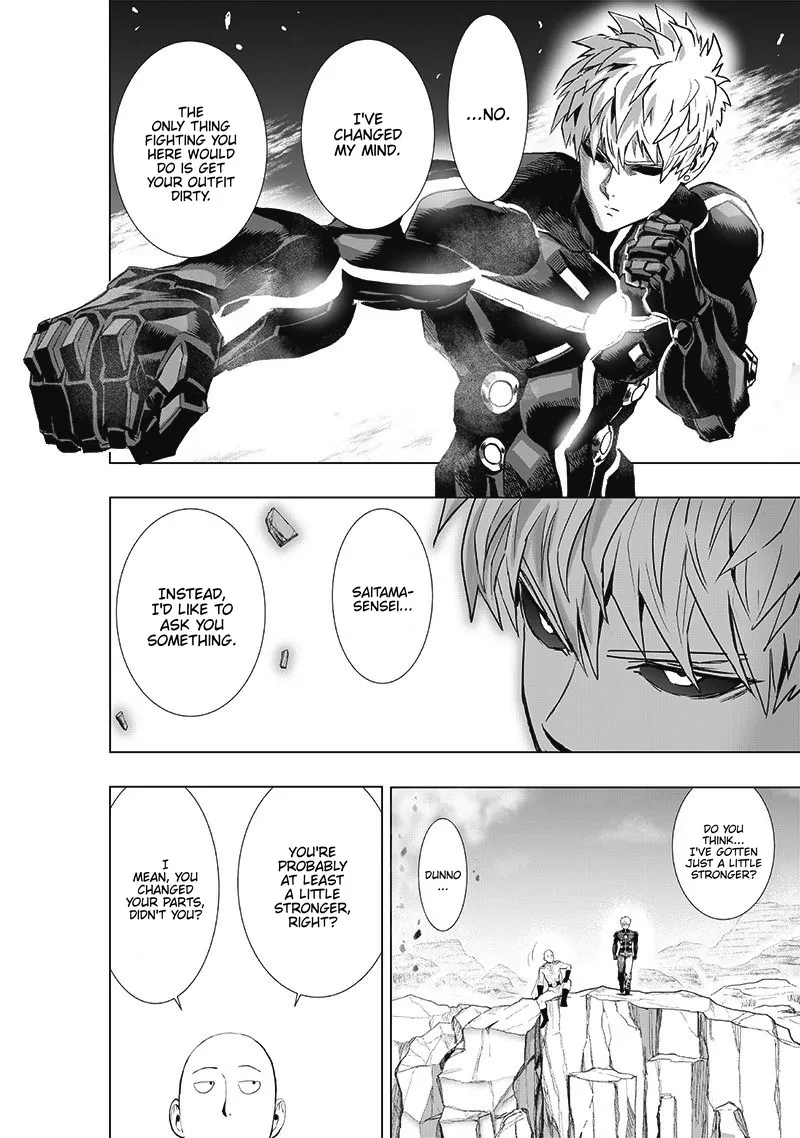 ...NO.
I'VE
CHANGED
MY MIND.
THE
ONLY THING
FIGHTING YOU
HERE WOULD
DO IS GET
YOUR OUTFIT
DIRTY.
SAITAMA-
SENSEI...
INSTEAD,
I'D LIKE TO
ASK YOU
SOMETHING.
DO YOU
THINK...
I'VE GOTTEN
JUST A LITTLE
STRONGER?
DUNNO
...
YOU'RE
PROBABLY
AT LEAST
A LITTLE
STRONGER,
RIGHT?
I
MEAN, YOU
CHANGED
YOUR PARTS,
DIDN'T YOU?